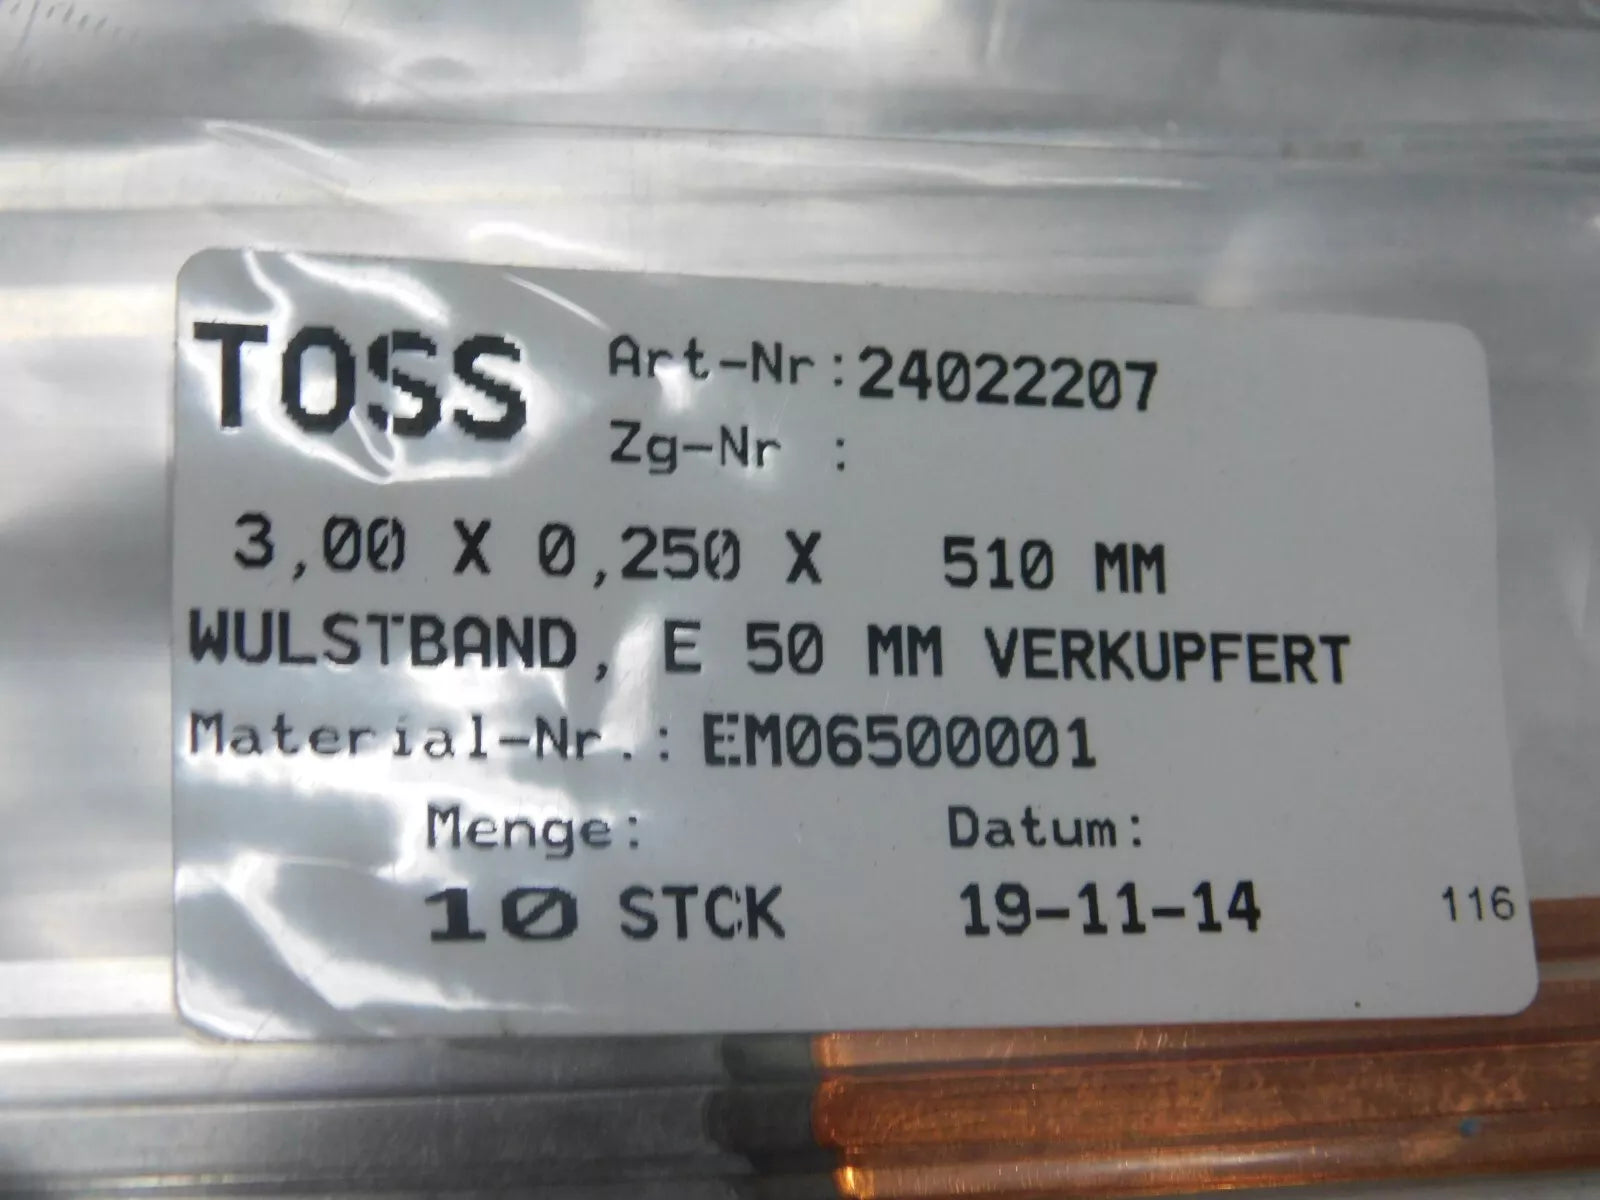 TOSS Art-Nr:24022207
Zg-Nr :
3,00 X 0,250 X 510 MM
WULSTBAND, E 50 MM VERKUPFERT
Material-Nr.: EM06500001
Menge: Datum:
10 STCK 19-11-14 116